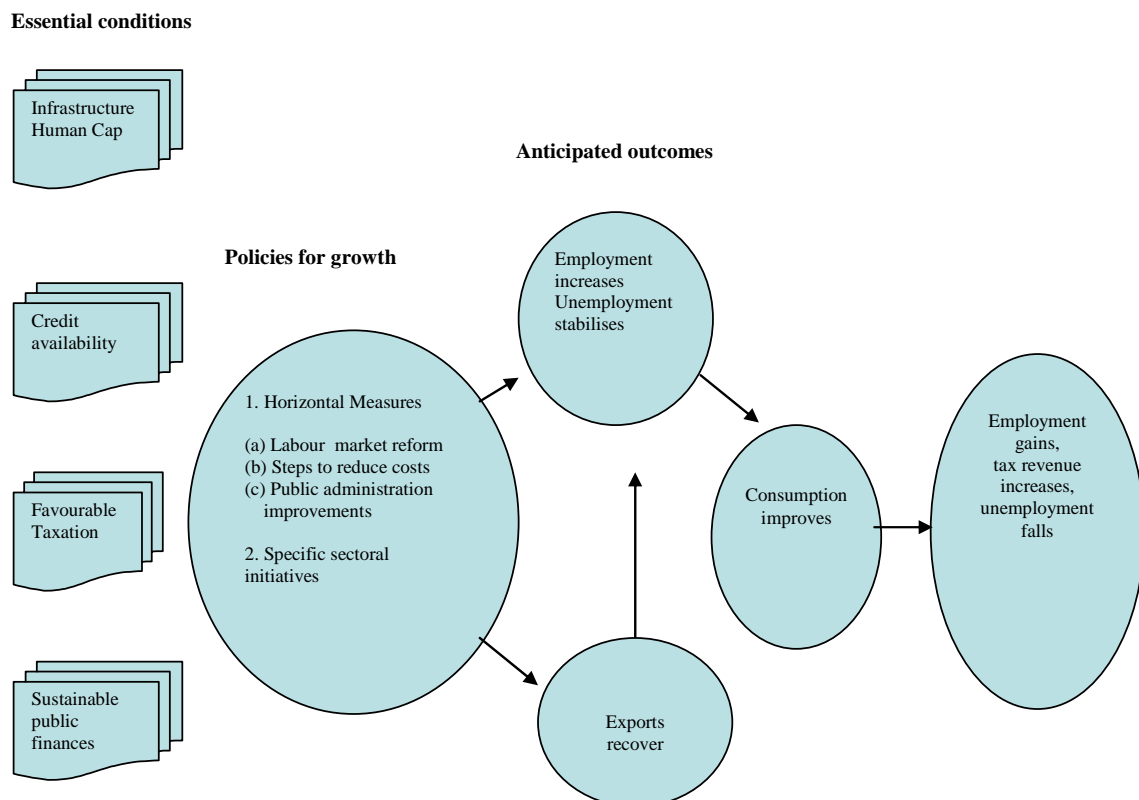 Essential conditions
Infrastructure
Human Cap
Anticipated outcomes
Policies for growth
Employment
increases
Unemployment
stabilises
Credit
availability
1. Horizontal Measures
(a) Labour market reform
(b) Steps to reduce costs
(c) Public administration
improvements
2. Specific sectoral
initiatives
Employment
gains,
tax revenue
increases,
unemployment
falls
Consumption
improves
Favourable
Taxation
Sustainable
public
finances
Exports
recover